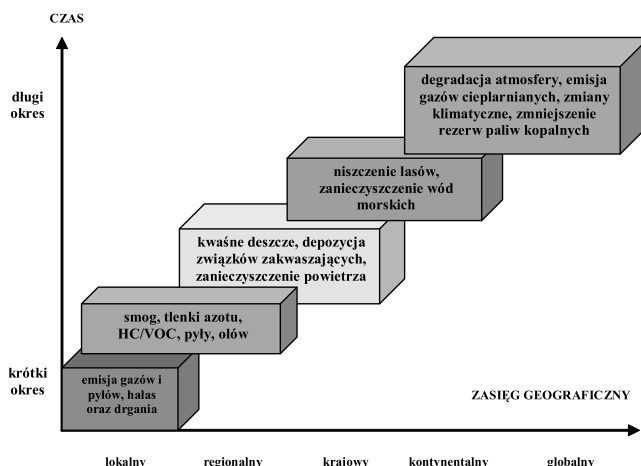 CZAS
długi
okres
degradacja atmosfery, emisja
gazów cieplarnianych, zmiany
klimatyczne, zmniejszenie
rezerw paliw kopalnych
niszczenie lasów,
zanieczyszczenie wód
morskich
kwaśne deszcze, depozycja
związków zakwaszających,
zanieczyszczenie powietrza
smog, tlenki azotu,
HC/VOC, pyły, ołów
krótki
okres
emisja gazów i
pyłów, hałas
oraz drgania
ZASIĘG GEOGRAFICZNY
lokalny regionalny krajowy kontynentalny globalny